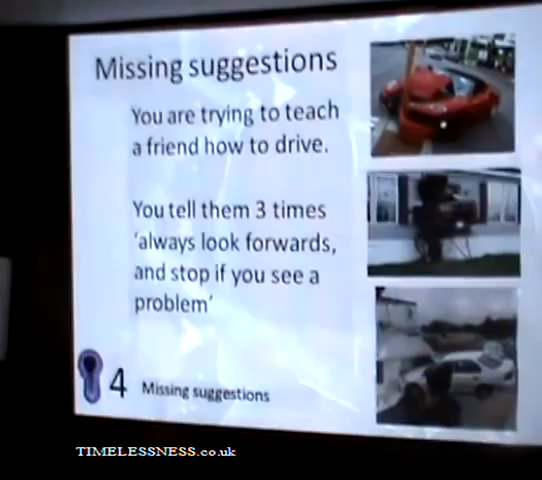 Missing suggestions
You are trying to teach
a friend how to drive.
You tell them 3 times
'always look forwards,
and stop if you see a
problem'
4 Missing suggestions
TIMELESSNESS.co.uk